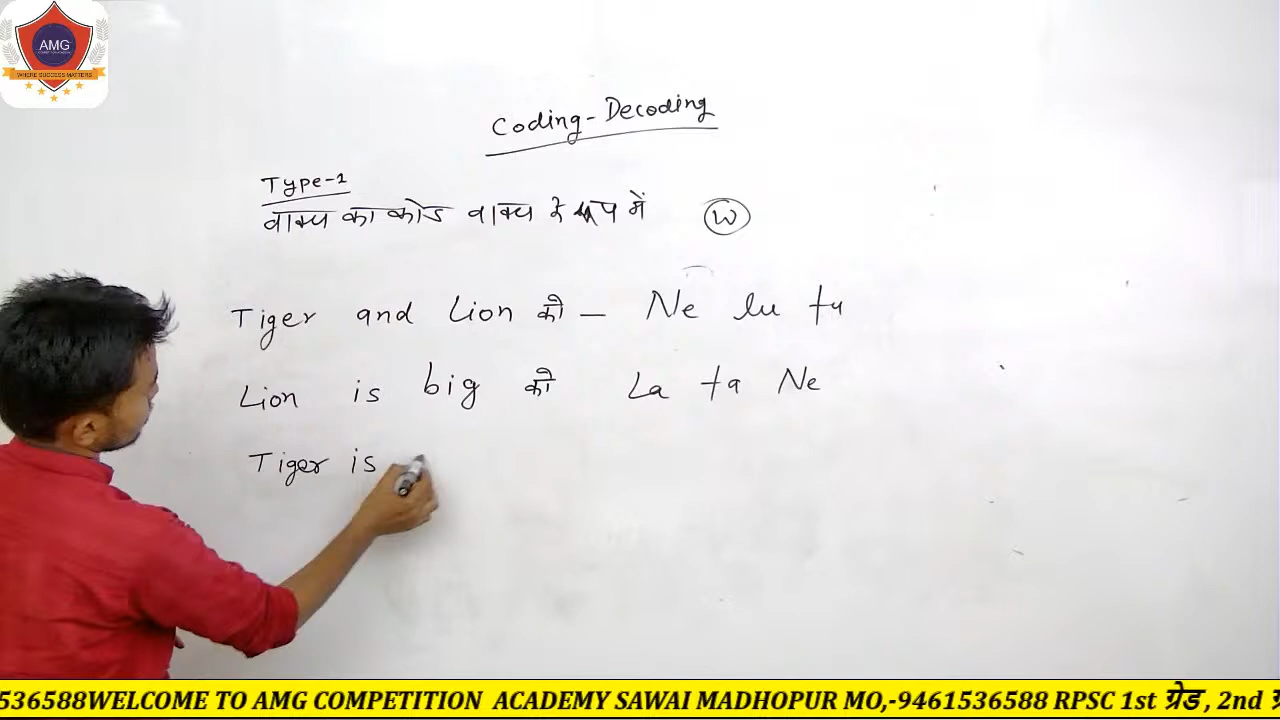 AMG
WHERE SUCCESS MATTERS
Coding-Decoding
Type-1
वाक्य का कोड वाक्य के रूप में W
Tiger and Lion को - Ne lu tu
Lion is big को La ta Ne
Tiger is
536588WELCOME TO AMG COMPETITION ACADEMY SAWAI MADHOPUR MO,-9461536588 RPSC 1st ग्रेड, 2nd